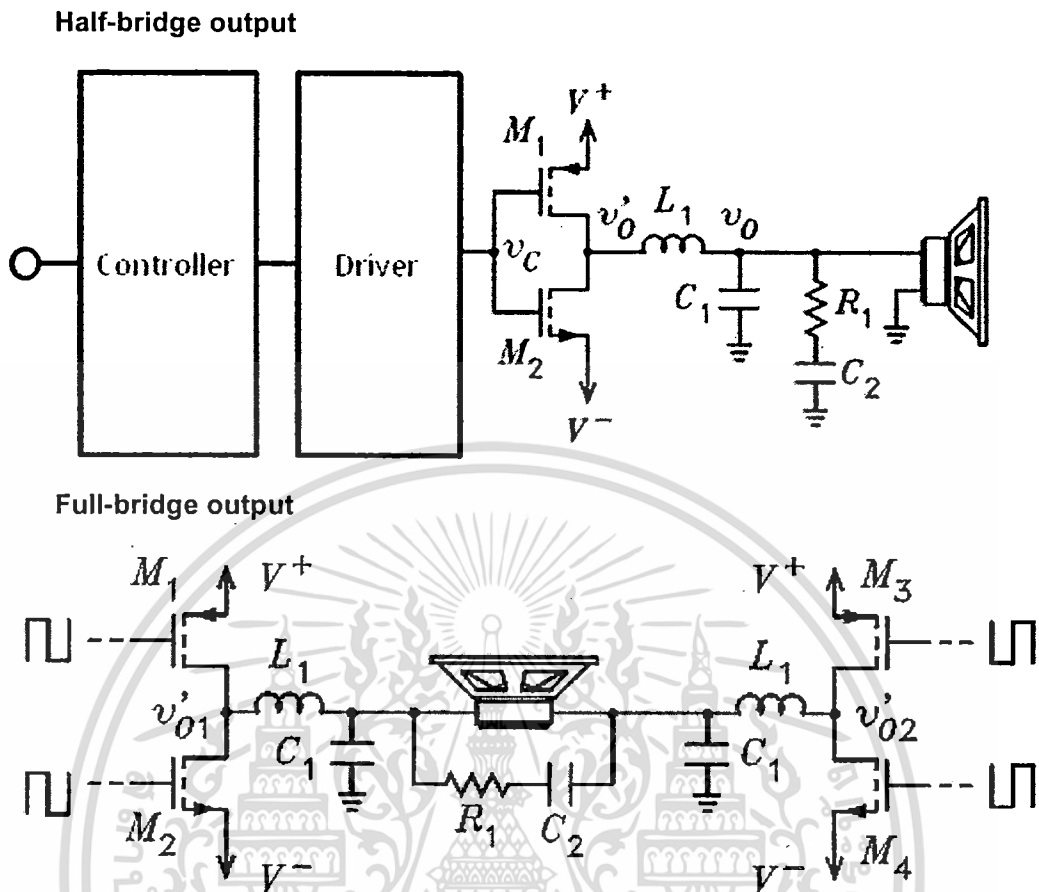 Half-bridge output
V+
M1
Controller
Driver
vC
v'O
L1
vO
C1
R1
C2
M2
V−
Full-bridge output
M1
V+
V+
M3
L1
L1
v'O1
v'O2
C1
C1
R1
C2
M2
V−
V−
M4